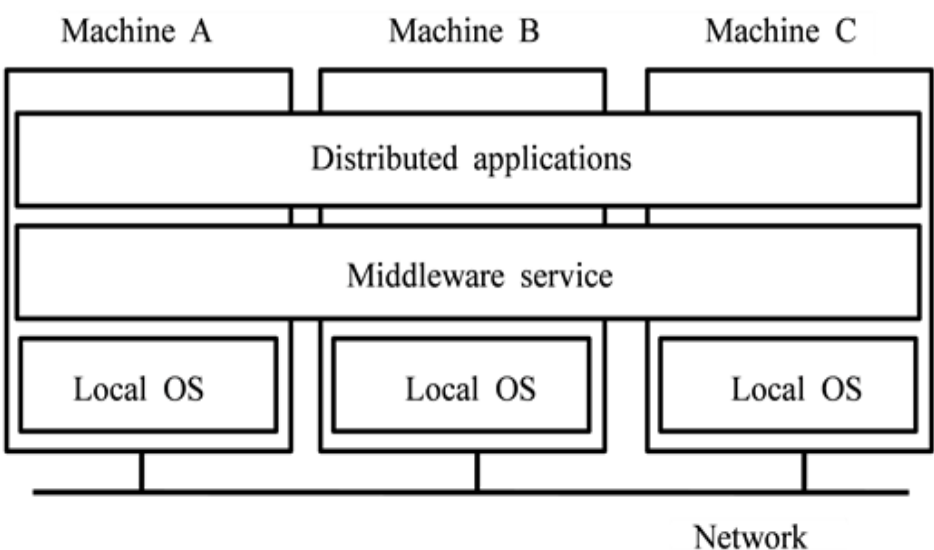 Machine A Machine B Machine C
Distributed applications
Middleware service
Local OS Local OS Local OS
Network